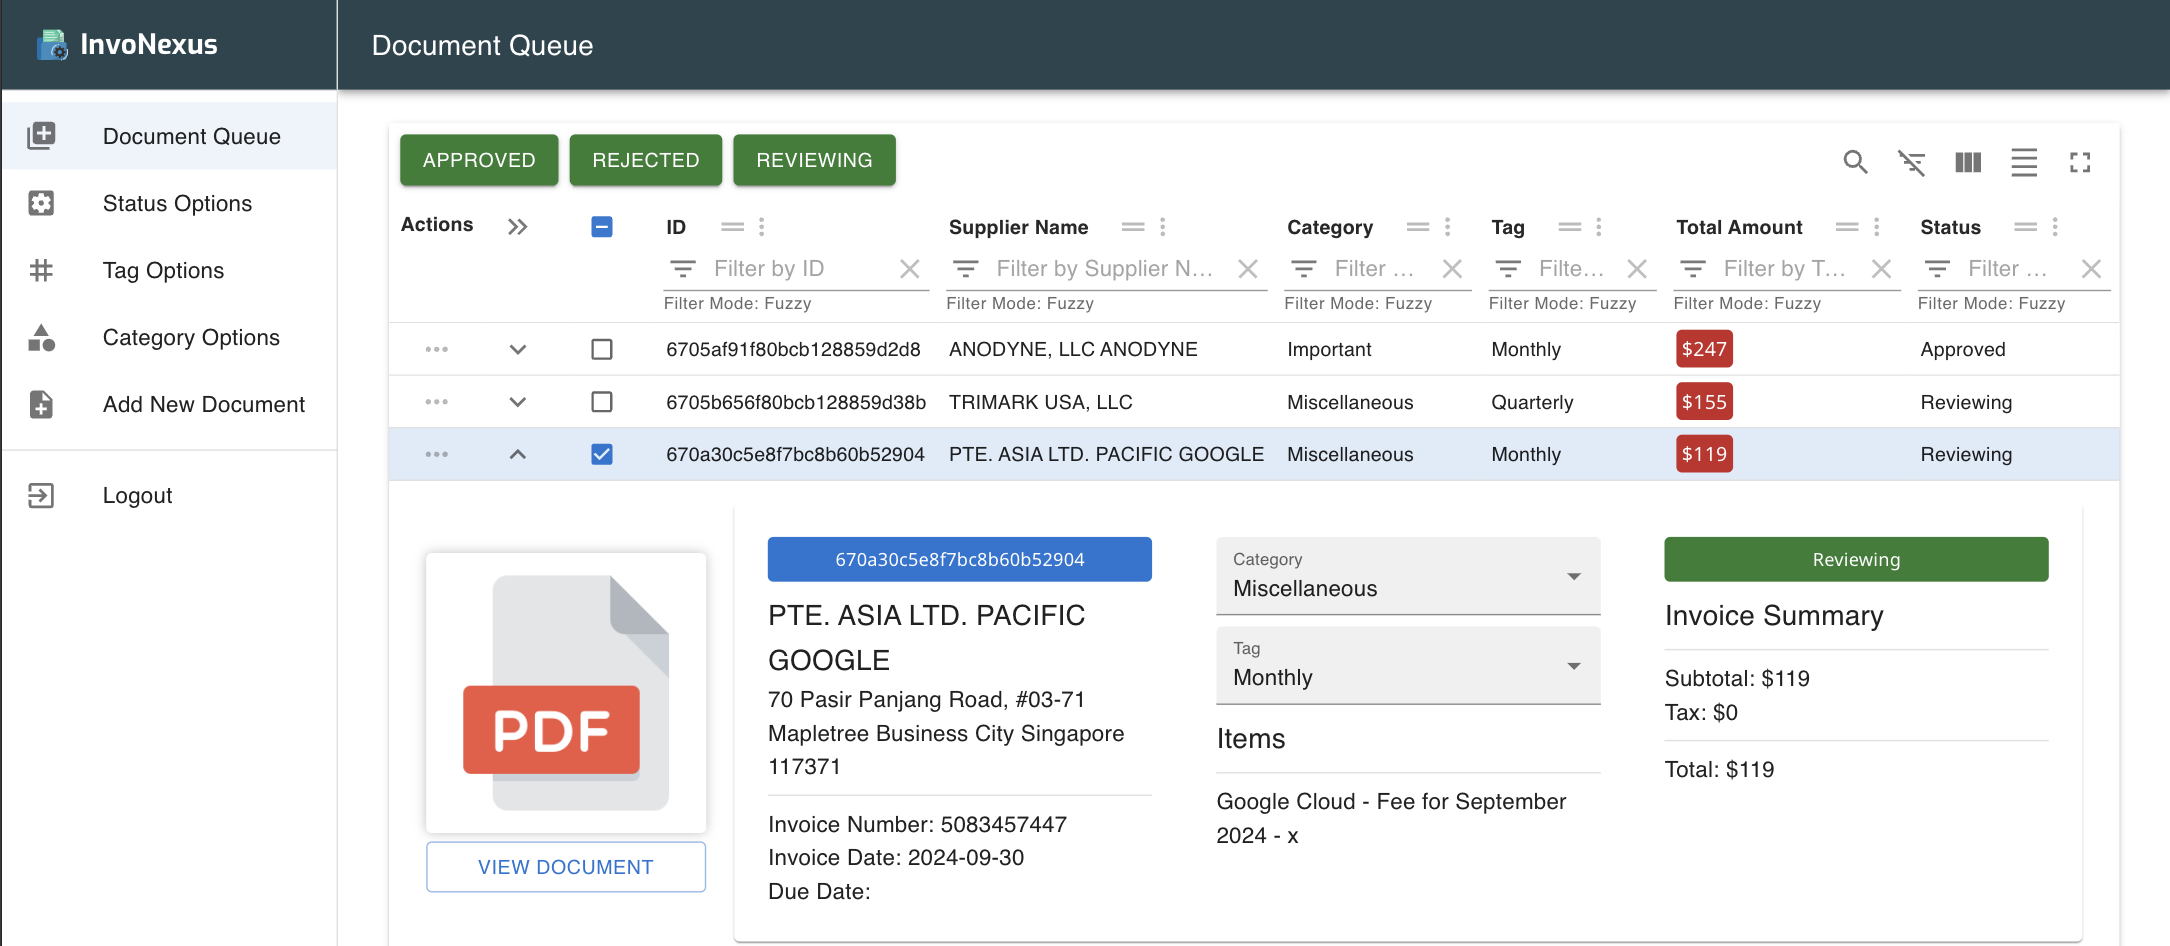 InvoNexus
Document Queue
Document Queue
Status Options
Tag Options
Category Options
Add New Document
Logout
APPROVED REJECTED REVIEWING
Actions ID Supplier Name Category Tag Total Amount Status
Filter by ID Filter by Supplier N... Filter ... Filte... Filter by T... Filter ...
Filter Mode: Fuzzy Filter Mode: Fuzzy Filter Mode: Fuzzy Filter Mode: Fuzzy Filter Mode: Fuzzy Filter Mode: Fuzzy
6705af91f80bcb128859d2d8 ANODYNE, LLC ANODYNE Important Monthly $247 Approved
6705b656f80bcb128859d38b TRIMARK USA, LLC Miscellaneous Quarterly $155 Reviewing
670a30c5e8f7bc8b60b52904 PTE. ASIA LTD. PACIFIC GOOGLE Miscellaneous Monthly $119 Reviewing
PDF
VIEW DOCUMENT
670a30c5e8f7bc8b60b52904
PTE. ASIA LTD. PACIFIC
GOOGLE
70 Pasir Panjang Road, #03-71
Mapletree Business City Singapore
117371
Invoice Number: 5083457447
Invoice Date: 2024-09-30
Due Date:
Category
Miscellaneous
Tag
Monthly
Items
Google Cloud - Fee for September
2024 - x
Reviewing
Invoice Summary
Subtotal: $119
Tax: $0
Total: $119